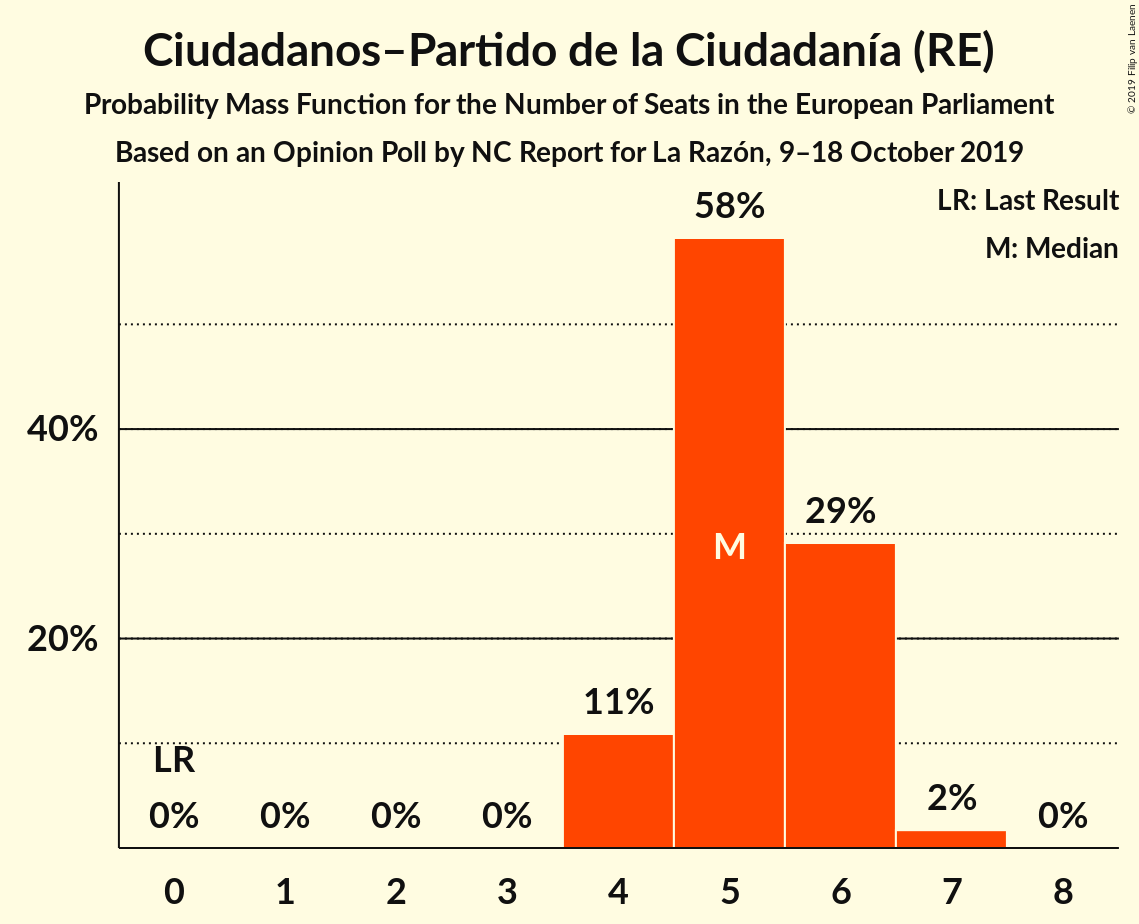 Ciudadanos–Partido de la Ciudadanía (RE)
Probability Mass Function for the Number of Seats in the European Parliament
Based on an Opinion Poll by NC Report for La Razón, 9–18 October 2019
© 2019 Filip van Laenen
LR: Last Result
M: Median
58%
40%
29%
M
20%
11%
LR
0% 0% 0% 0% 2% 0%
0 1 2 3 4 5 6 7 8